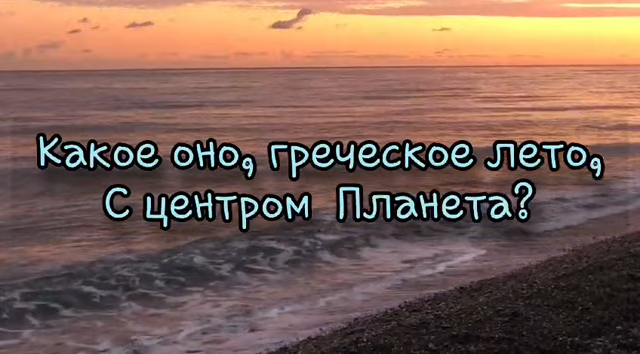 Какое оно, греческое лето,
С центром Планета?